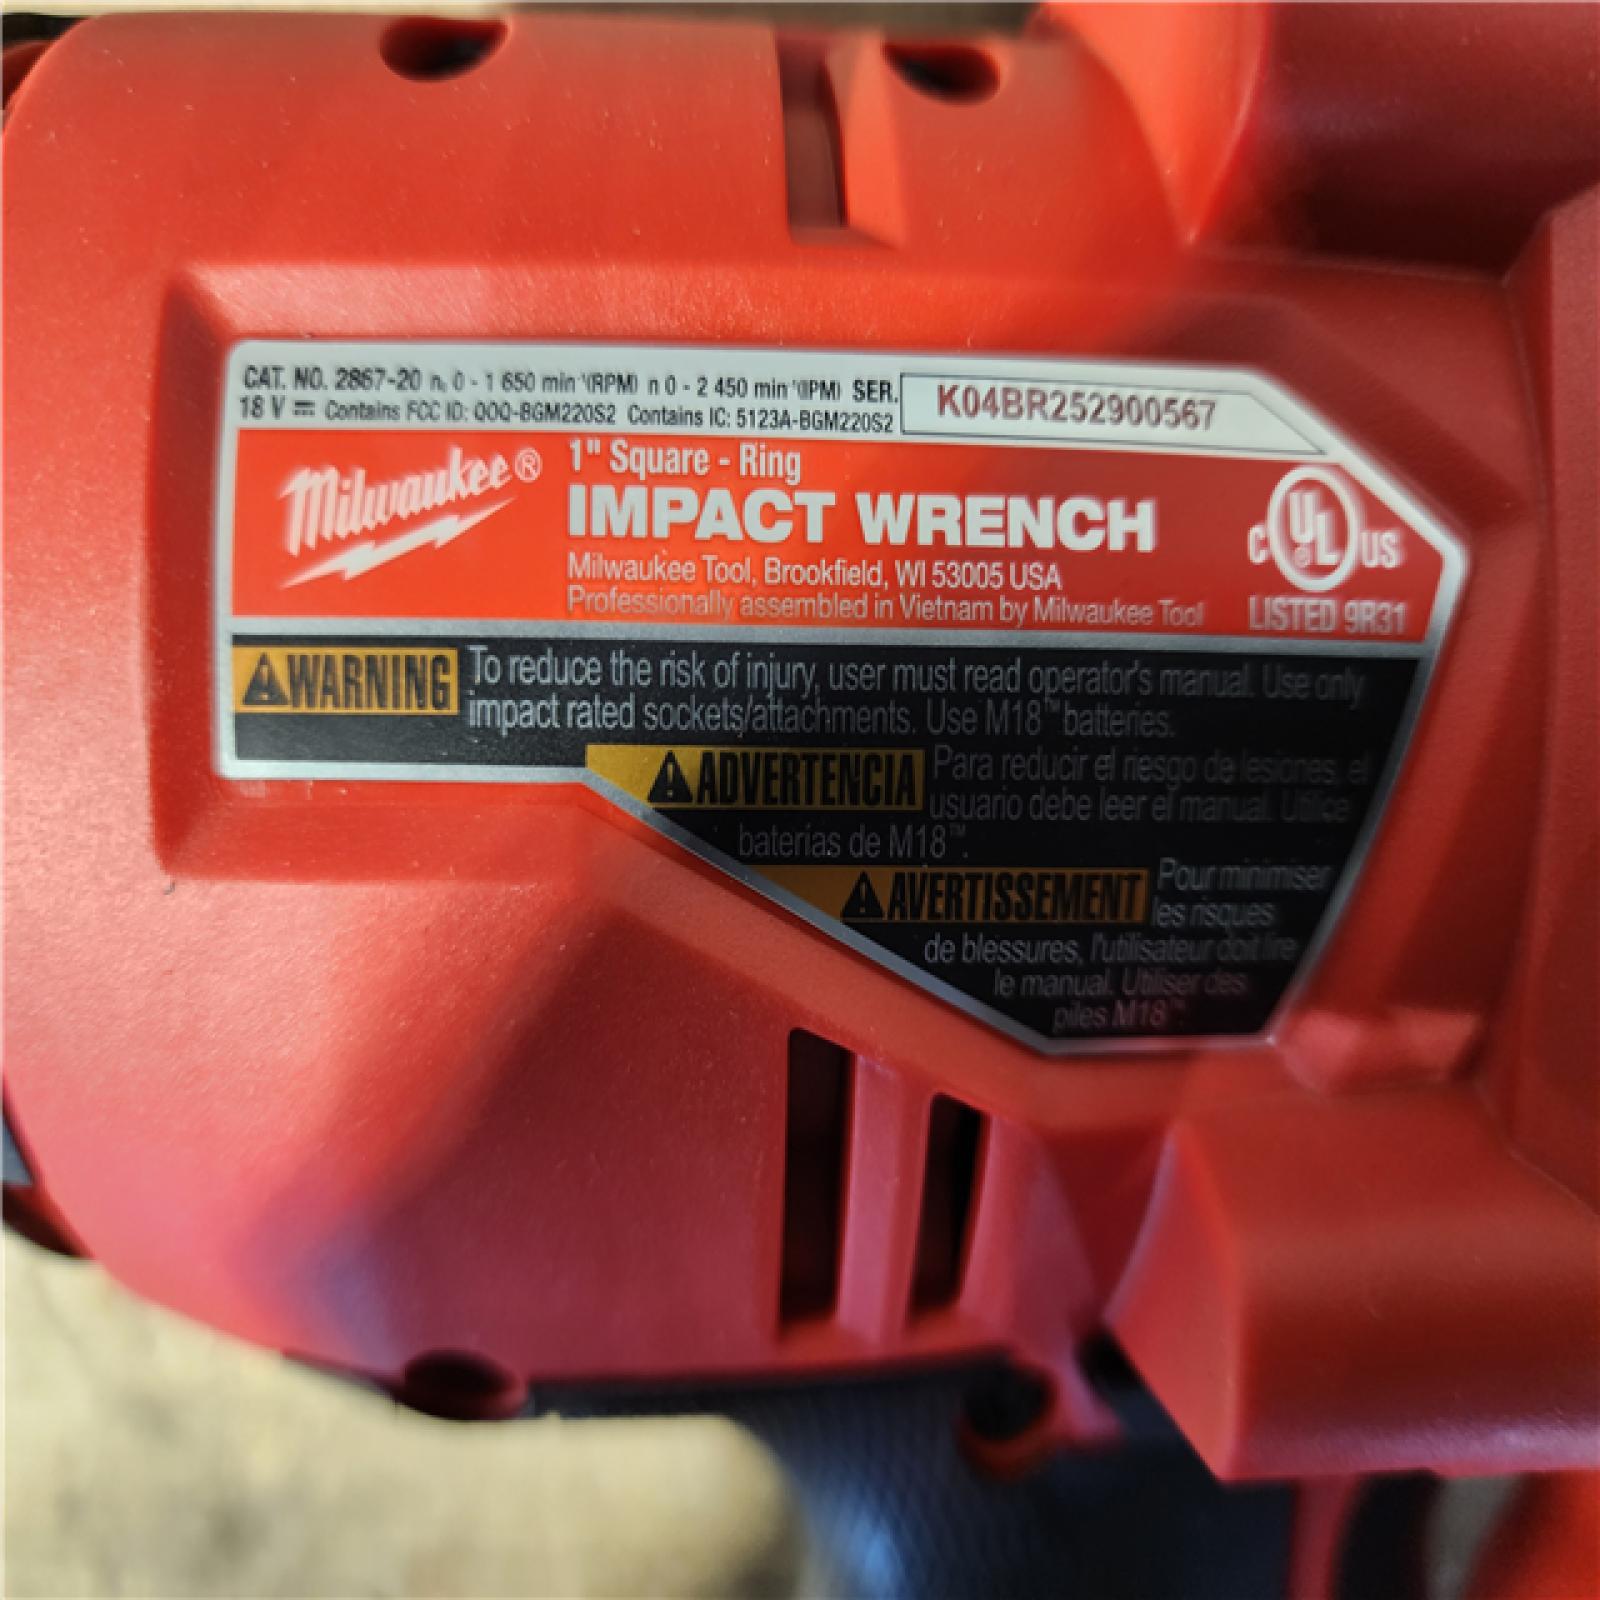 CAT. NO. 2867-20 n₀ 0 - 1 650 min⁻¹(RPM) n 0 - 2 450 min⁻¹(IPM) SER.
18 V ⎓ Contains FCC ID: QOQ-BGM220S2 Contains IC: 5123A-BGM220S2
K04BR252900567
Milwaukee®
1" Square - Ring
IMPACT WRENCH
Milwaukee Tool, Brookfield, WI 53005 USA
Professionally assembled in Vietnam by Milwaukee Tool
C UL® US
LISTED 9R31
⚠WARNING To reduce the risk of injury, user must read operator's manual. Use only
impact rated sockets/attachments. Use M18™ batteries.
⚠ADVERTENCIA Para reducir el riesgo de lesiones, el
usuario debe leer el manual. Utilice
baterias de M18™.
⚠AVERTISSEMENT Pour minimiser
les risques
de blessures, l'utilisateur doit lire
le manual. Utiliser des
piles M18™.